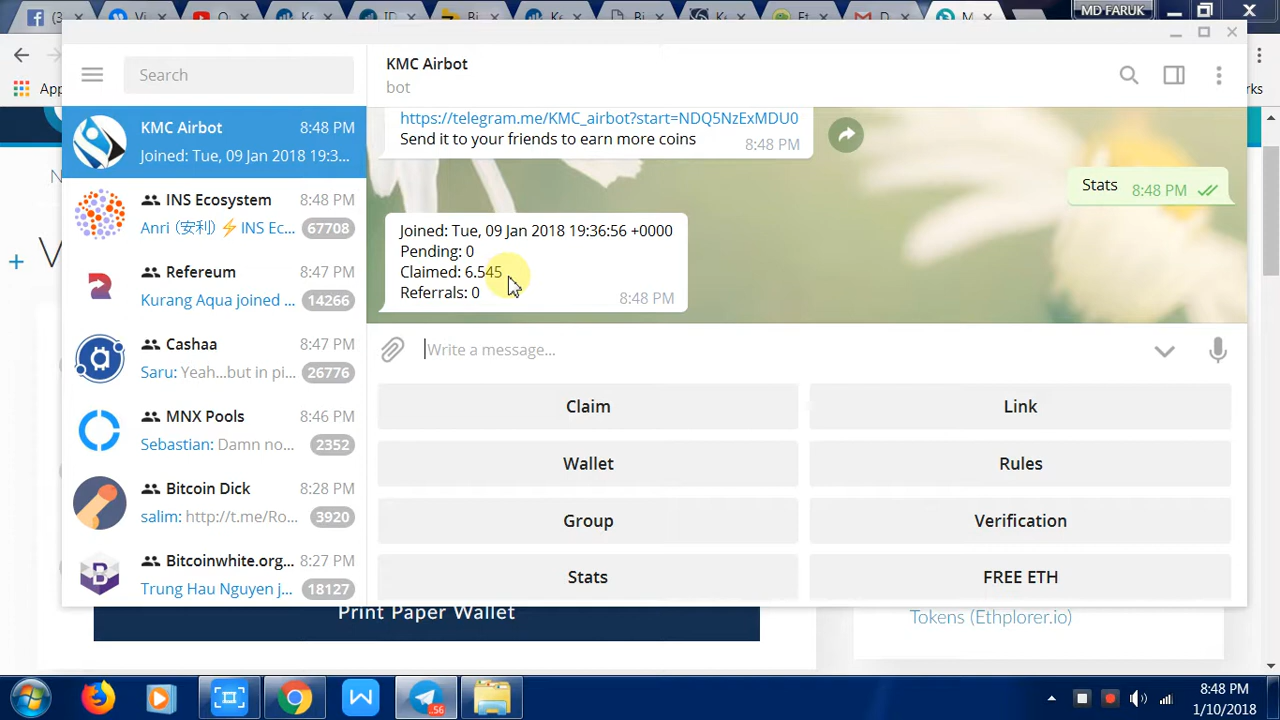 MD FARUK
Search
KMC Airbot
bot
https://telegram.me/KMC_airbot?start=NDQ5NzExMDU0
Send it to your friends to earn more coins
8:48 PM
Stats
8:48 PM
Joined: Tue, 09 Jan 2018 19:36:56 +0000
Pending: 0
Claimed: 6.545
Referrals: 0
8:48 PM
KMC Airbot
8:48 PM
Joined: Tue, 09 Jan 2018 19:3...
INS Ecosystem
8:48 PM
Anri (安利) ⚡INS Ec...
67708
Refereum
8:47 PM
Kurang Aqua joined ...
14266
Cashaa
8:47 PM
Saru: Yeah...but in pi...
26776
MNX Pools
8:46 PM
Sebastian: Damn no...
2352
Bitcoin Dick
8:28 PM
salim: http://t.me/Ro...
3920
Bitcoinwhite.org...
8:27 PM
Trung Hau Nguyen j...
18127
Write a message...
Claim
Link
Wallet
Rules
Group
Verification
Stats
FREE ETH
Print Paper Wallet
Tokens (Ethplorer.io)
..56
8:48 PM
1/10/2018